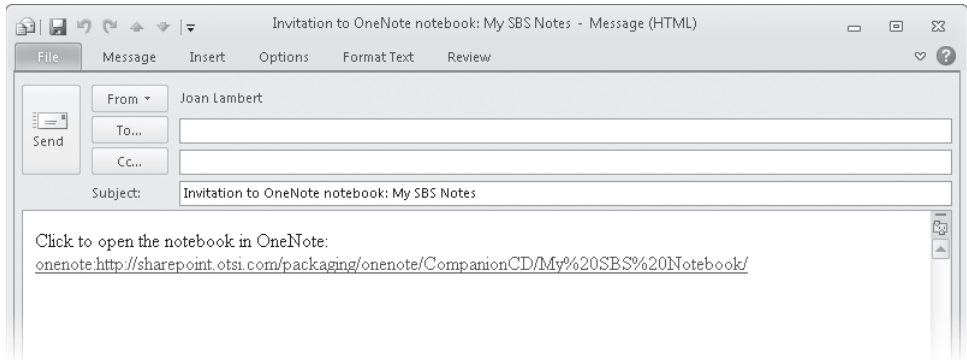 Invitation to OneNote notebook: My SBS Notes - Message (HTML)
File Message Insert Options Format Text Review
From Joan Lambert
Send
To...
Cc...
Subject: Invitation to OneNote notebook: My SBS Notes
Click to open the notebook in OneNote:
onenote:http://sharepoint.otsi.com/packaging/onenote/CompanionCD/My%20SBS%20Notebook/